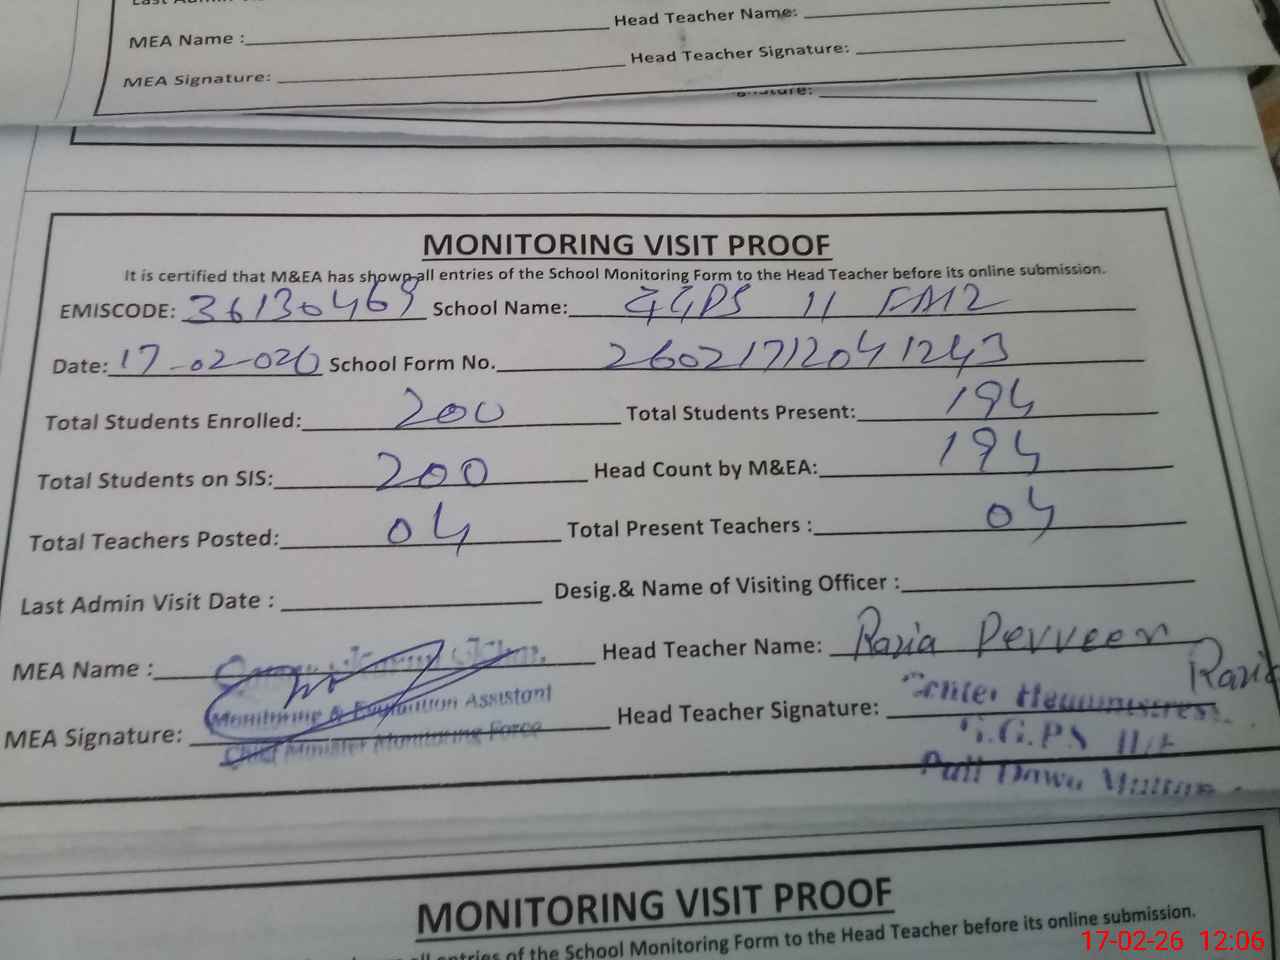 Head Teacher Name:
MEA Name :
Head Teacher Signature:
MEA Signature:
MONITORING VISIT PROOF
It is certified that M&EA has shown all entries of the School Monitoring Form to the Head Teacher before its online submission.
EMISCODE: 36130469 School Name: GGPS 11
Date: 17-02-026 School Form No. 2602171204 1243
Total Students Enrolled: 200 Total Students Present: 194
Total Students on SIS: 200 Head Count by M&EA: 194
Total Teachers Posted: 04 Total Present Teachers : 04
Last Admin Visit Date : Desig.& Name of Visiting Officer :
MEA Name : Head Teacher Name: Razia Perveen
Monitoring & Evaluation Assistant
MEA Signature: Head Teacher Signature: Razia
Chief Minister Monitoring Force
G.G.P.S
MONITORING VISIT PROOF
all entries of the School Monitoring Form to the Head Teacher before its online submission.
17-02-26 12:06